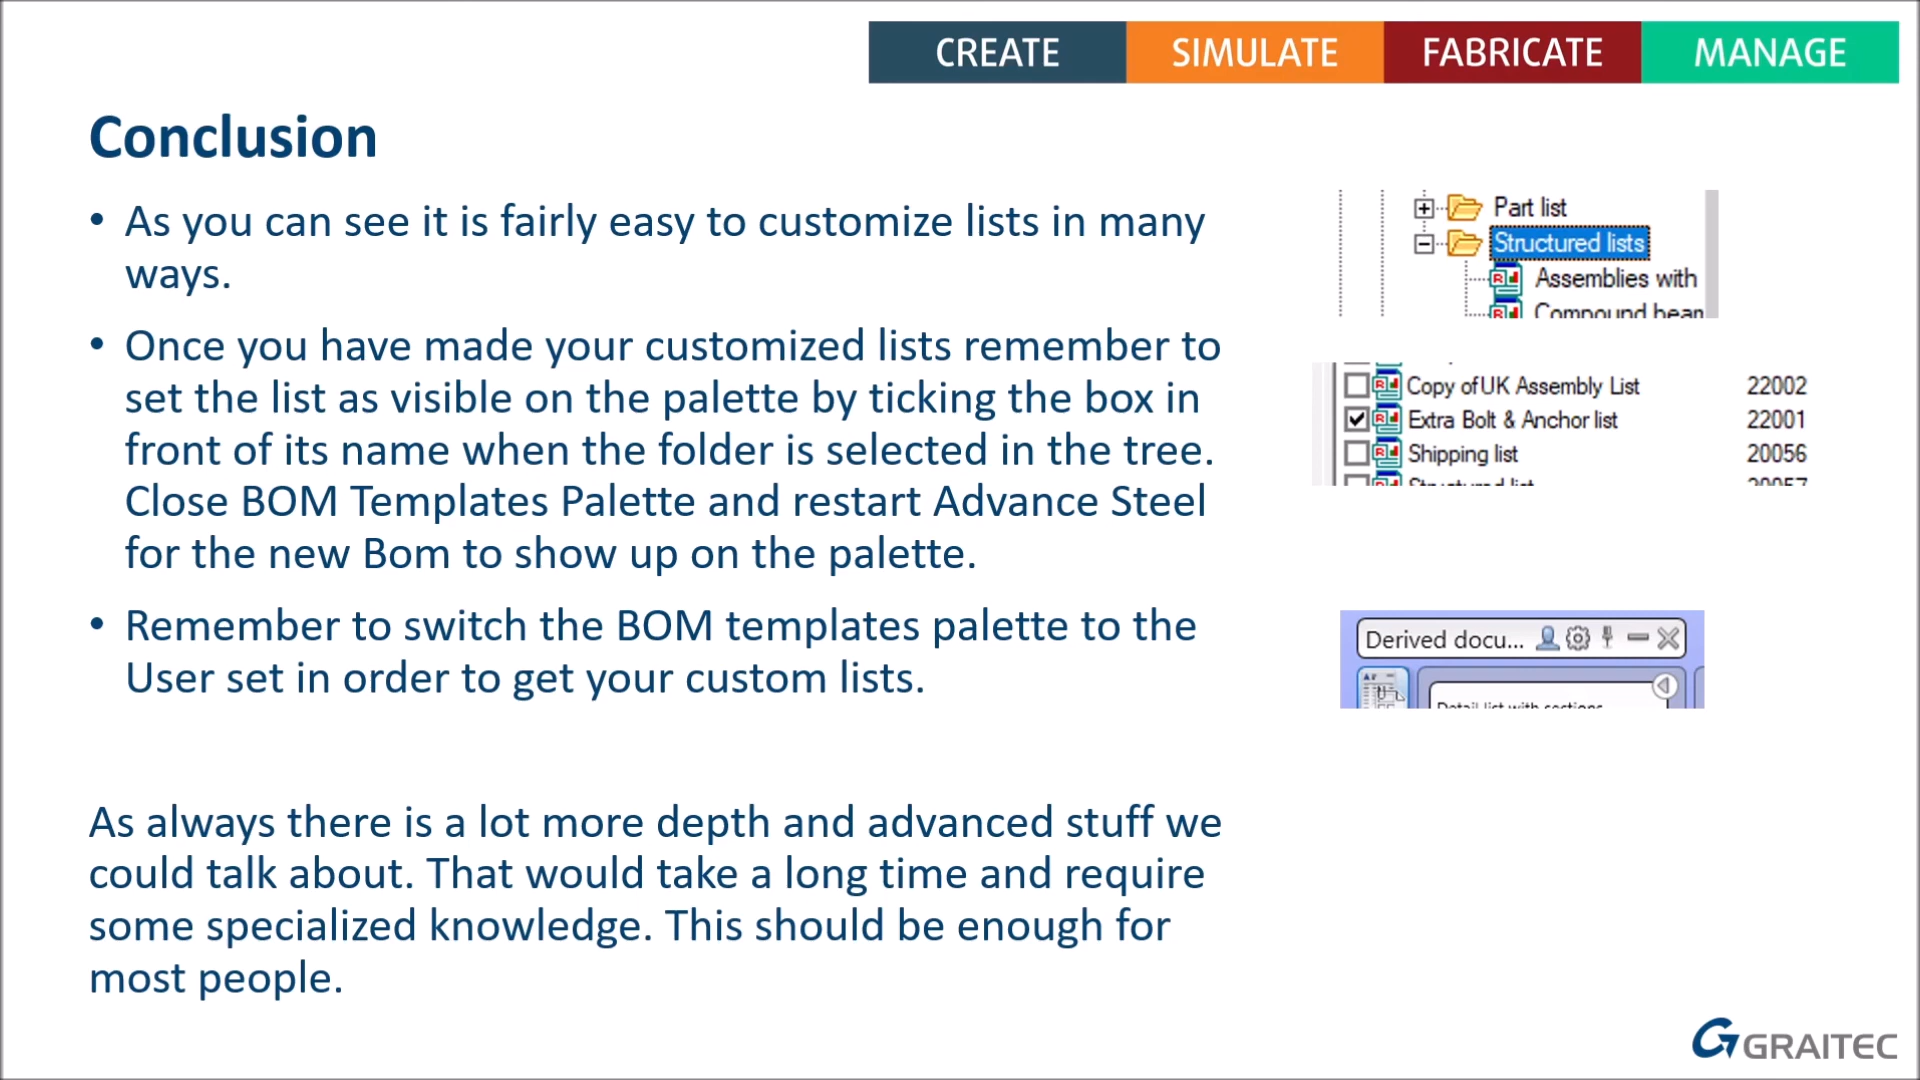 CREATE SIMULATE FABRICATE MANAGE
Conclusion
• As you can see it is fairly easy to customize lists in many
ways.
• Once you have made your customized lists remember to
set the list as visible on the palette by ticking the box in
front of its name when the folder is selected in the tree.
Close BOM Templates Palette and restart Advance Steel
for the new Bom to show up on the palette.
• Remember to switch the BOM templates palette to the
User set in order to get your custom lists.
As always there is a lot more depth and advanced stuff we
could talk about. That would take a long time and require
some specialized knowledge. This should be enough for
most people.
Part list
Structured lists
Assemblies with
Compound bean
Copy of UK Assembly List 22002
Extra Bolt & Anchor list 22001
Shipping list 20056
Structured list 20057
Derived docu...
Detail list with sections
GRAITEC